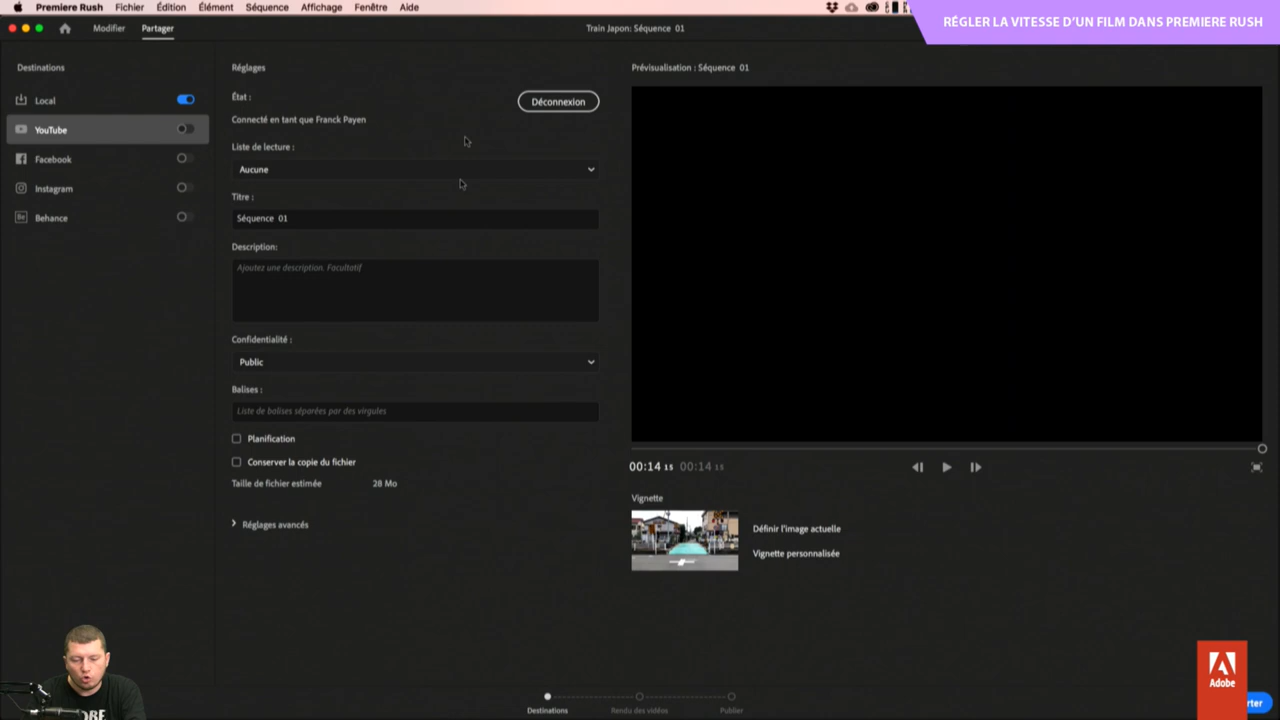 Premiere Rush Fichier Édition Élément Séquence Affichage Fenêtre Aide
RÉGLER LA VITESSE D'UN FILM DANS PREMIERE RUSH
Modifier Partager Train Japon: Séquence 01
Destinations
Local
YouTube
Facebook
Instagram
Be Behance
Réglages
État :
Déconnexion
Connecté en tant que Franck Payen
Liste de lecture :
Aucune
Titre :
Séquence 01
Description:
Ajoutez une description. Facultatif
Confidentialité :
Public
Balises :
Liste de balises séparées par des virgules
Planification
Conserver la copie du fichier
Taille de fichier estimée 28 Mo
Réglages avancés
Prévisualisation : Séquence 01
00:14 15 00:14 15
Vignette
Définir l'image actuelle
Vignette personnalisée
Destinations Rendu des vidéos Publier
Adobe